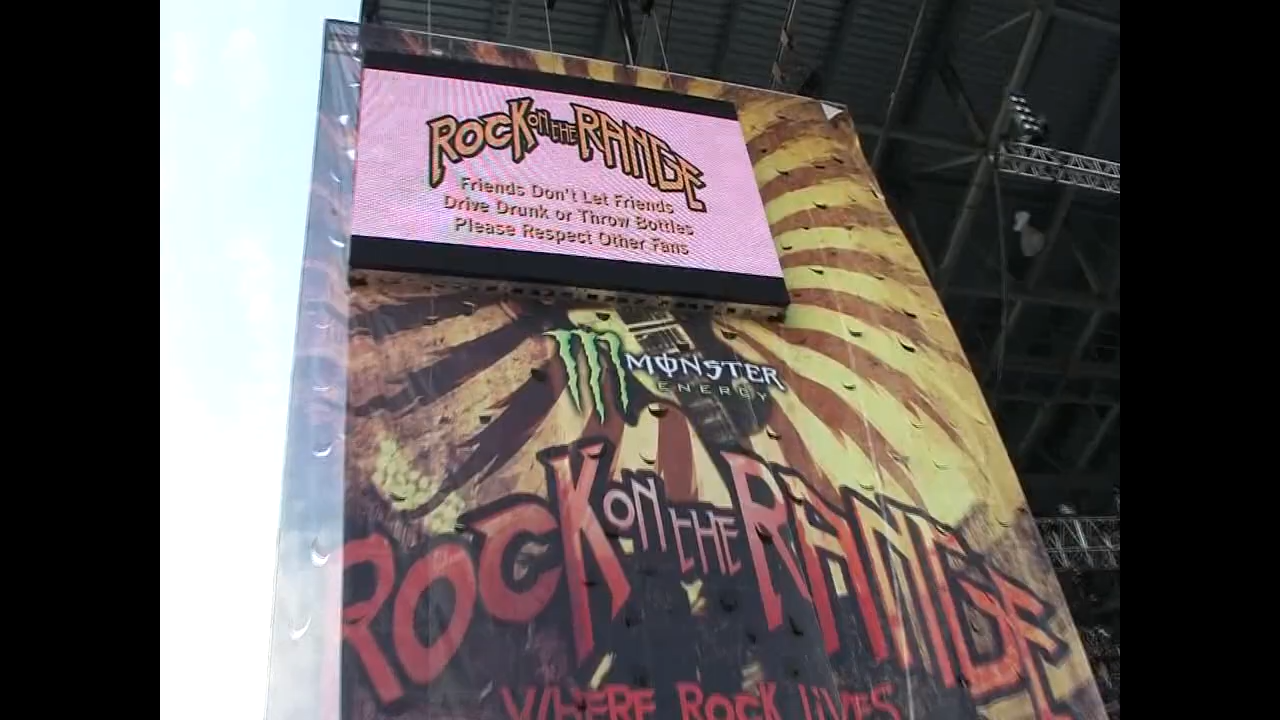 ROCK ON THE RANGE
Friends Don't Let Friends
Drive Drunk or Throw Bottles
Please Respect Other Fans
MONSTER
ENERGY
ROCK ON THE RANGE
WHERE ROCK LIVES